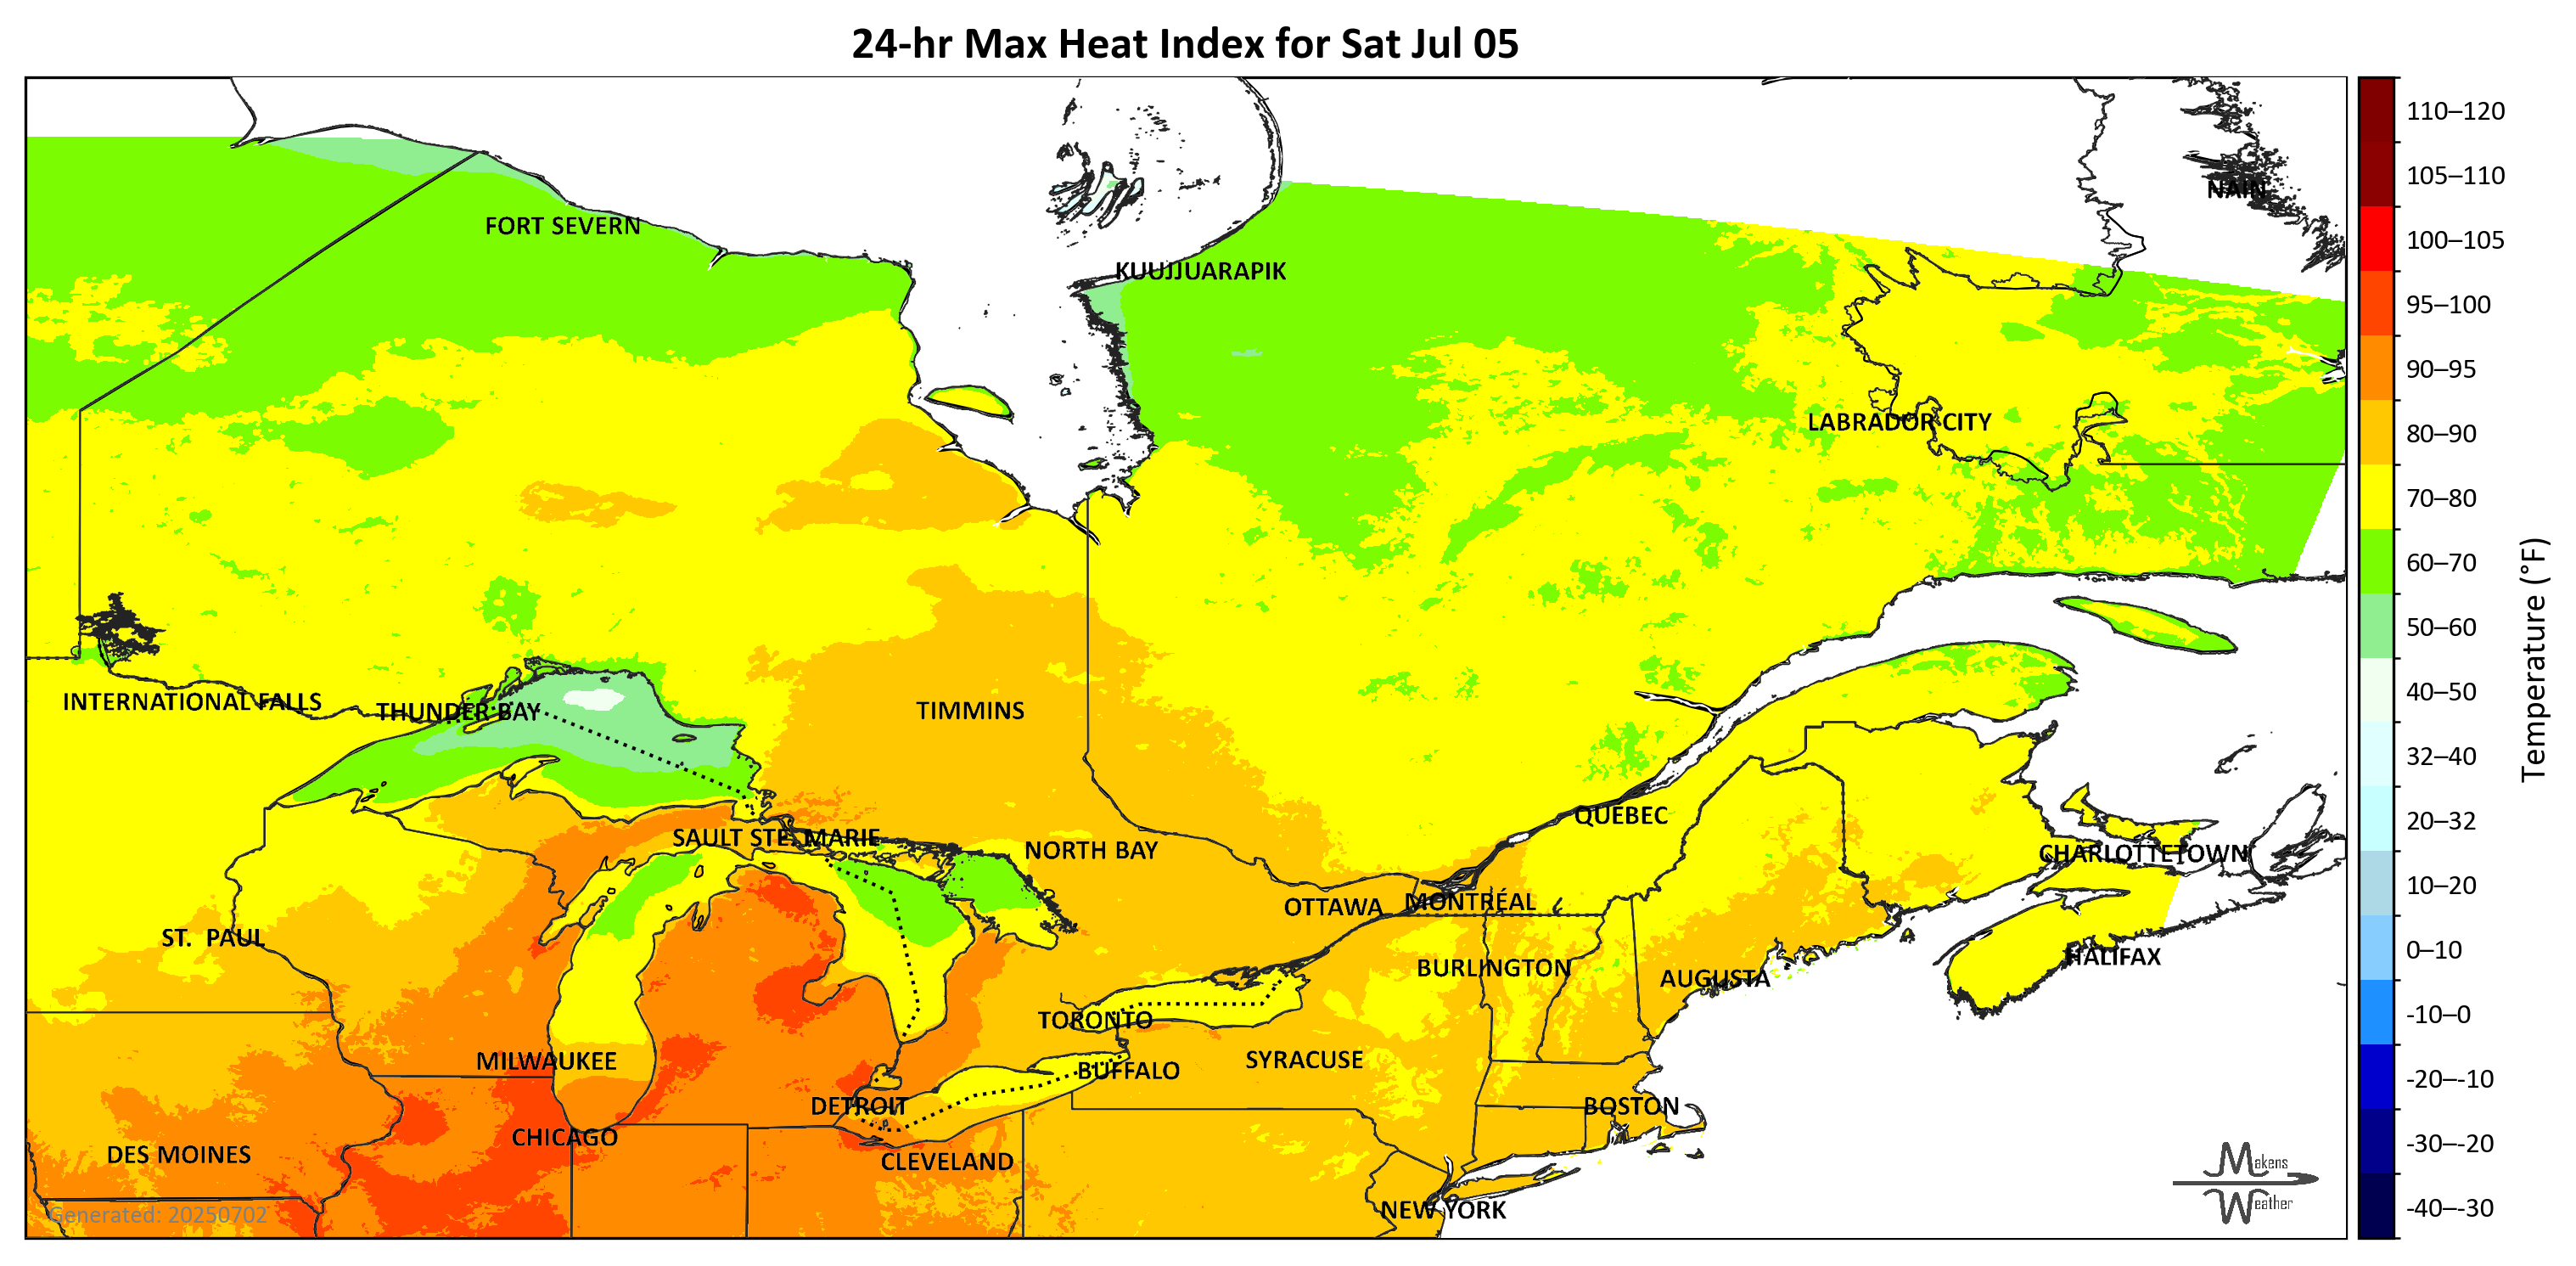 24-hr Max Heat Index for Sat Jul 05
NAIN
FORT SEVERN
KUUJJUARAPIK
LABRADOR CITY
INTERNATIONAL FALLS
THUNDER BAY
TIMMINS
QUEBEC
SAULT STE. MARIE
NORTH BAY
CHARLOTTETOWN
OTTAWA
MONTRÉAL
ST. PAUL
HALIFAX
BURLINGTON
AUGUSTA
TORONTO
MILWAUKEE
SYRACUSE
BUFFALO
DETROIT
BOSTON
CHICAGO
DES MOINES
CLEVELAND
NEW YORK
Generated: 20250702
Makens
Weather
110–120
105–110
100–105
95–100
90–95
80–90
70–80
60–70
50–60
40–50
32–40
20–32
10–20
0–10
-10–0
-20–-10
-30–-20
-40–-30
Temperature (°F)